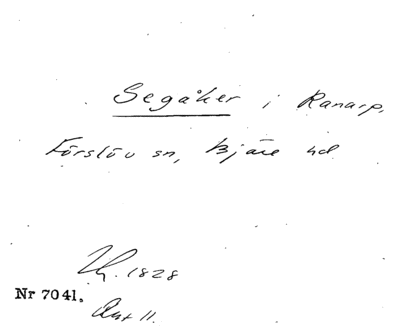 Segåker i Ranarp,
Förslöv sn, Bjäre hd
1828
Nr 7041.